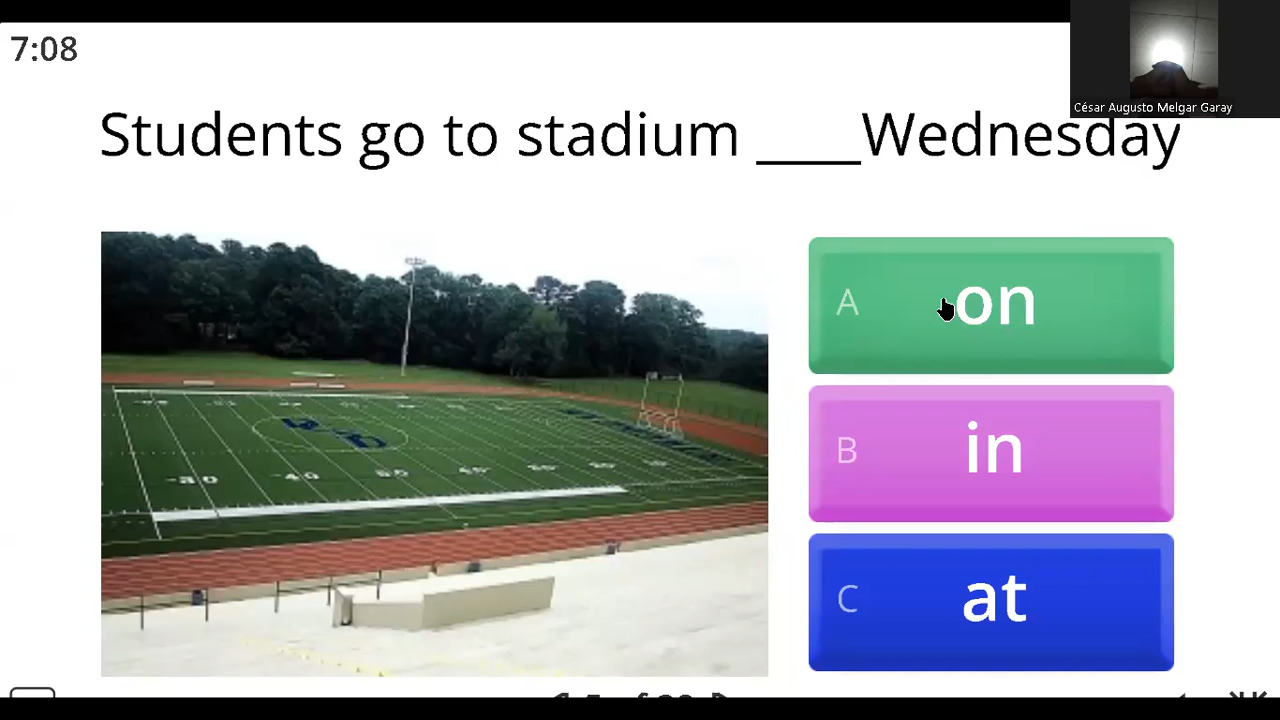 7:08
César Augusto Melgar Garay
Students go to stadium ____Wednesday
A on
B in
C at